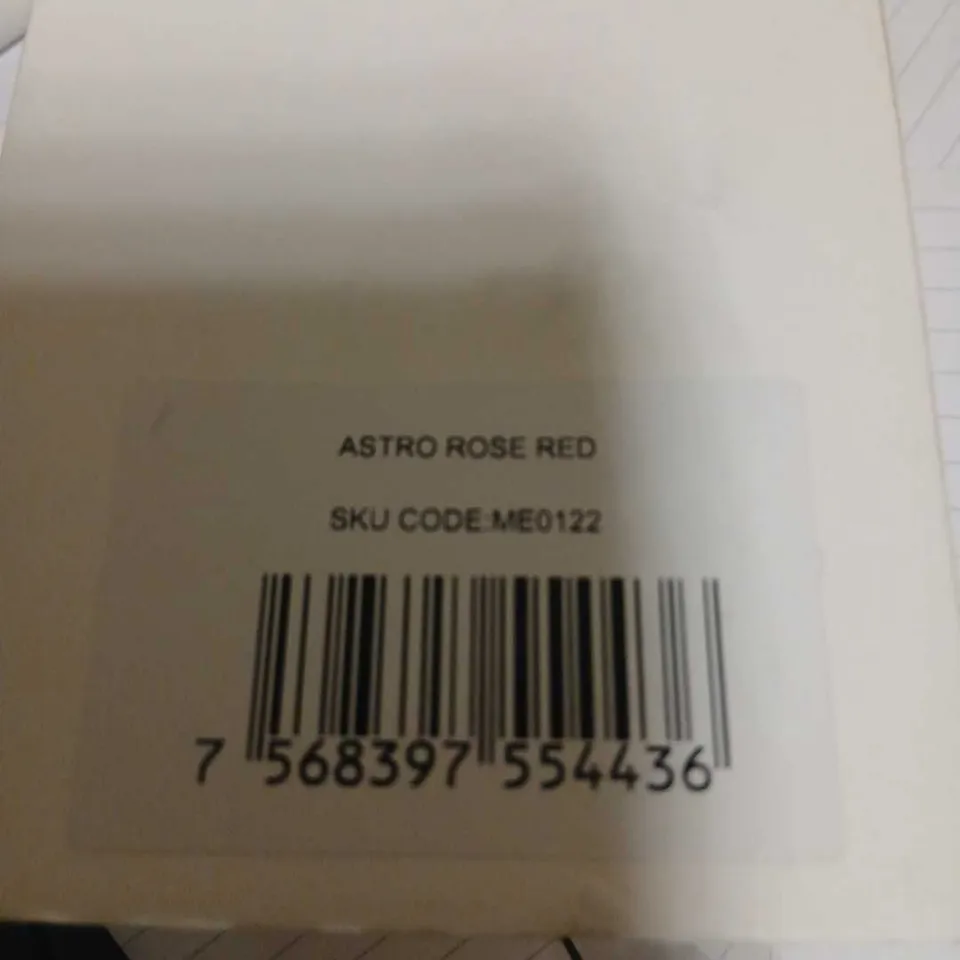 ASTRO ROSE RED
SKU CODE:ME0122
7 568397 554436